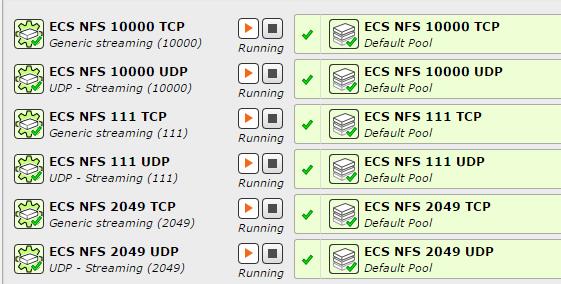 ECS NFS 10000 TCP
Generic streaming (10000)
Running
ECS NFS 10000 TCP
Default Pool
ECS NFS 10000 UDP
UDP - Streaming (10000)
Running
ECS NFS 10000 UDP
Default Pool
ECS NFS 111 TCP
Generic streaming (111)
Running
ECS NFS 111 TCP
Default Pool
ECS NFS 111 UDP
UDP - Streaming (111)
Running
ECS NFS 111 UDP
Default Pool
ECS NFS 2049 TCP
Generic streaming (2049)
Running
ECS NFS 2049 TCP
Default Pool
ECS NFS 2049 UDP
UDP - Streaming (2049)
Running
ECS NFS 2049 UDP
Default Pool